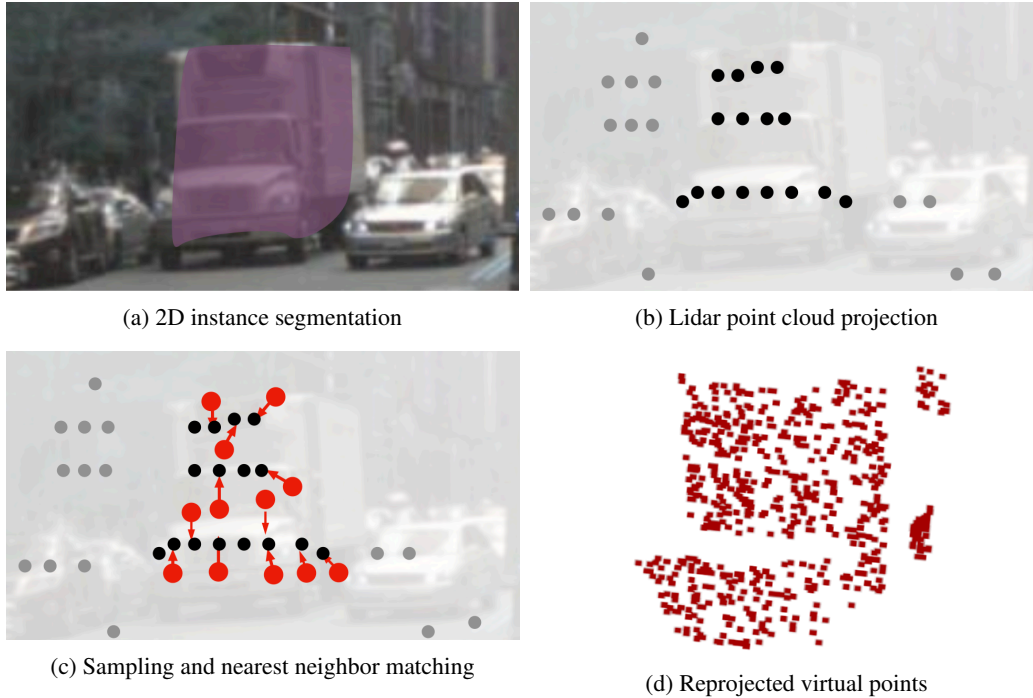 (a) 2D instance segmentation
(b) Lidar point cloud projection
(c) Sampling and nearest neighbor matching
(d) Reprojected virtual points